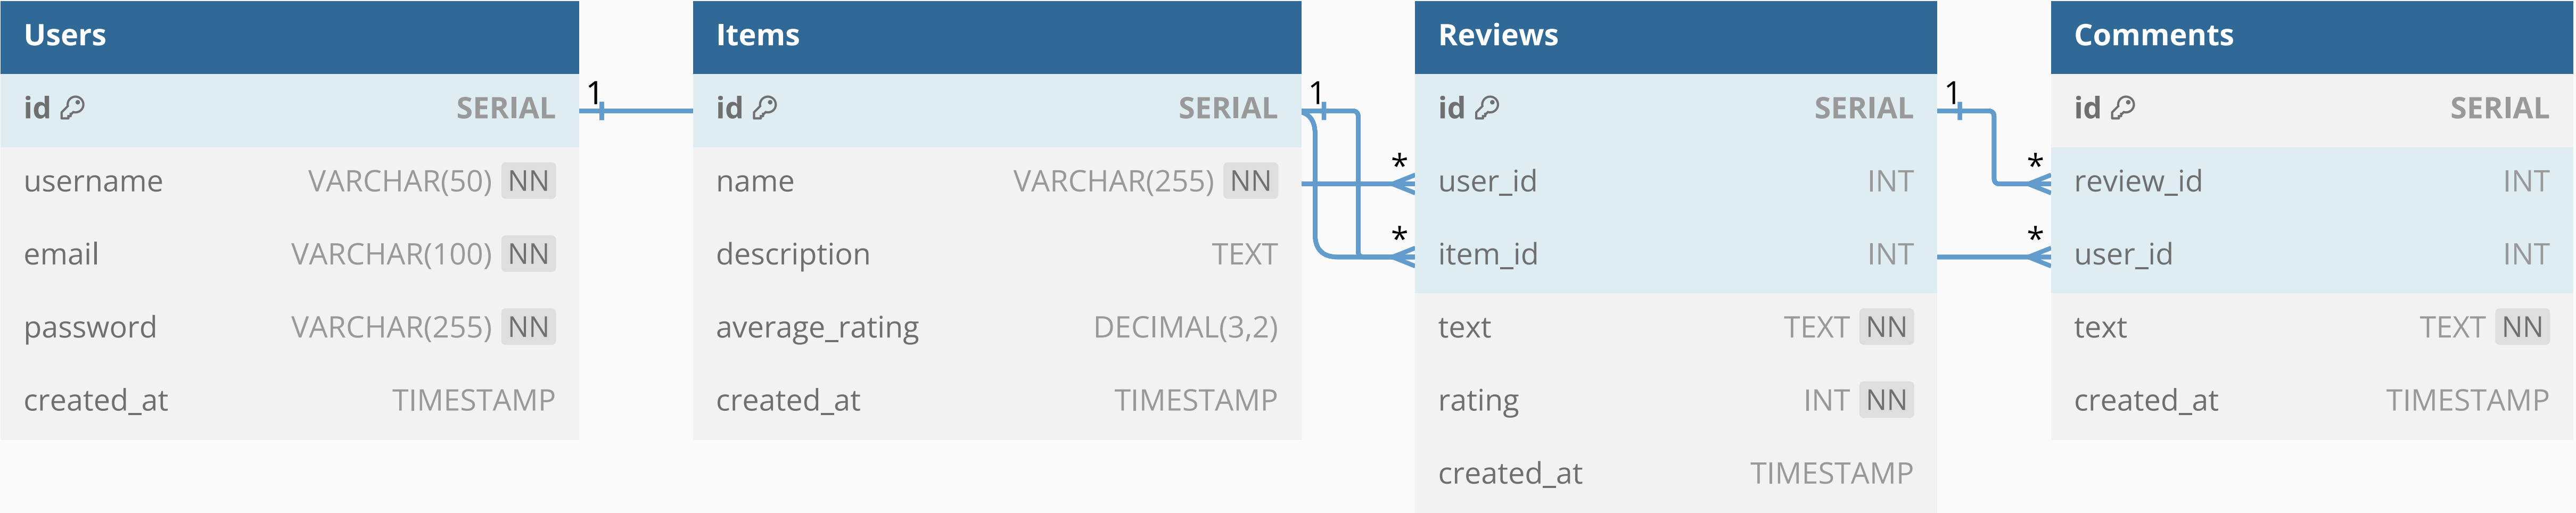 Users
id SERIAL
username VARCHAR(50) NN
email VARCHAR(100) NN
password VARCHAR(255) NN
created_at TIMESTAMP
1
Items
id SERIAL
name VARCHAR(255) NN
description TEXT
average_rating DECIMAL(3,2)
created_at TIMESTAMP
1
*
*
Reviews
id SERIAL
user_id INT
item_id INT
text TEXT NN
rating INT NN
created_at TIMESTAMP
1
*
*
Comments
id SERIAL
review_id INT
user_id INT
text TEXT NN
created_at TIMESTAMP